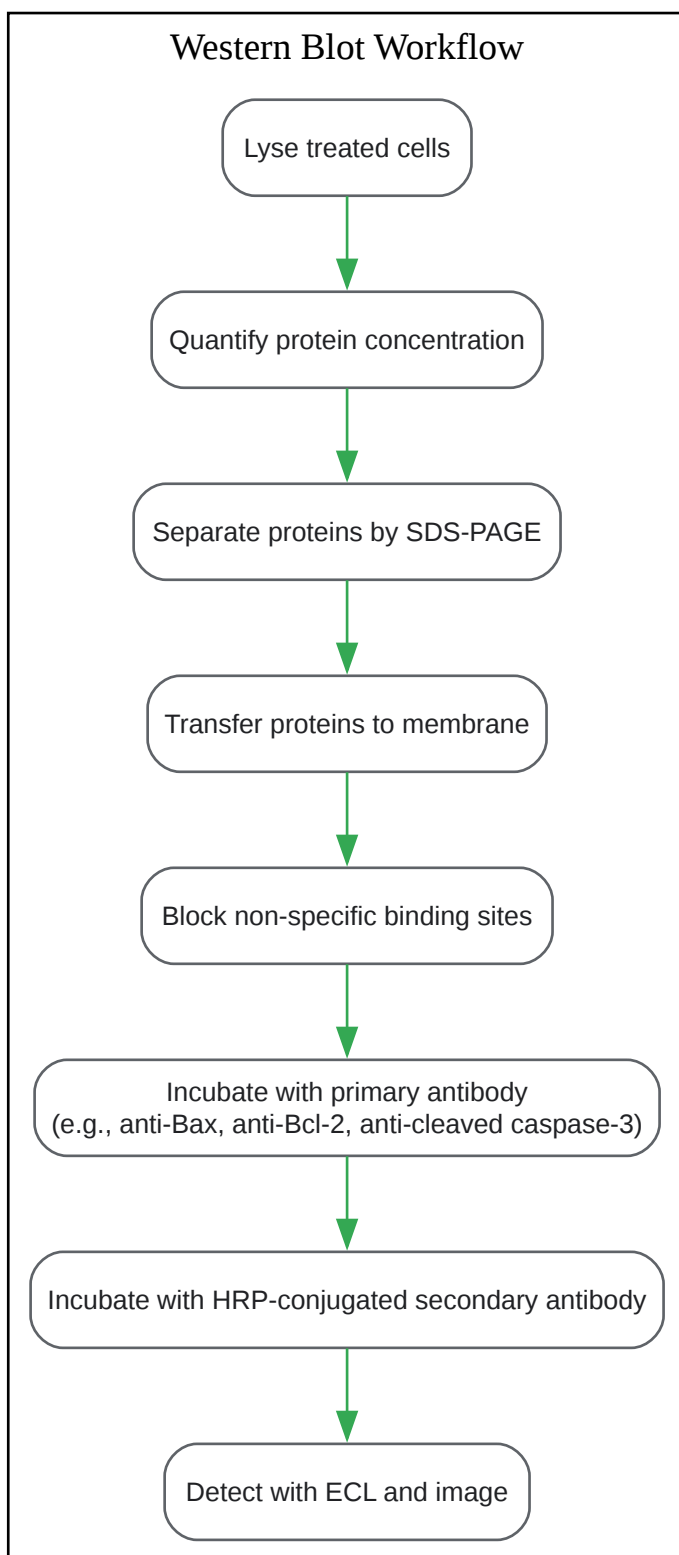 Western Blot Workflow
Lyse treated cells
Quantify protein concentration
Separate proteins by SDS-PAGE
Transfer proteins to membrane
Block non-specific binding sites
Incubate with primary antibody
(e.g., anti-Bax, anti-Bcl-2, anti-cleaved caspase-3)
Incubate with HRP-conjugated secondary antibody
Detect with ECL and image